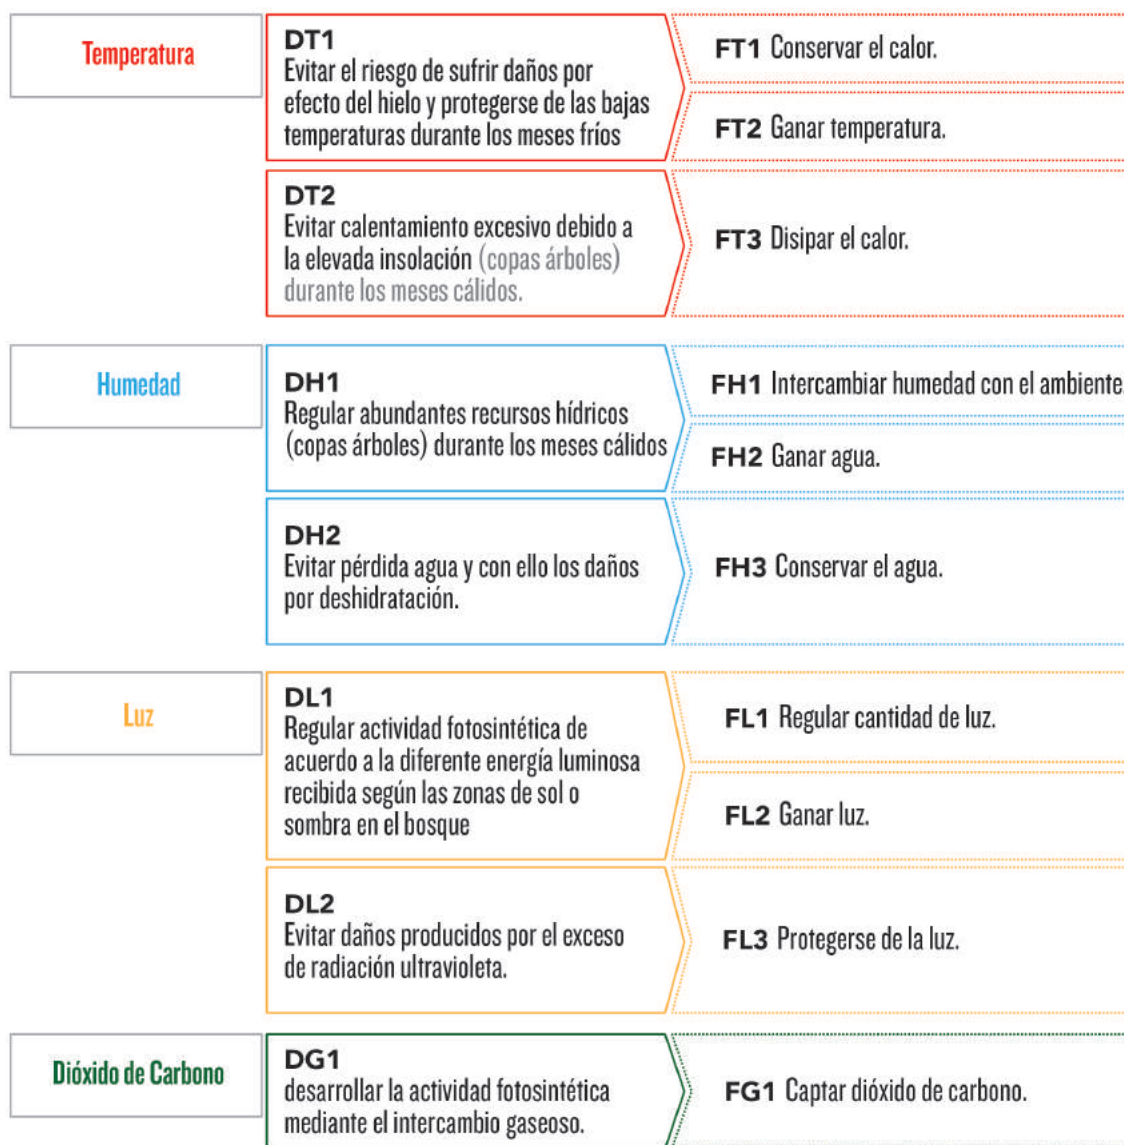 Temperatura
DT1
Evitar el riesgo de sufrir daños por
efecto del hielo y protegerse de las bajas
temperaturas durante los meses fríos
FT1 Conservar el calor.
FT2 Ganar temperatura.
DT2
Evitar calentamiento excesivo debido a
la elevada insolación (copas árboles)
durante los meses cálidos.
FT3 Disipar el calor.
Humedad
DH1
Regular abundantes recursos hídricos
(copas árboles) durante los meses cálidos
FH1 Intercambiar humedad con el ambiente.
FH2 Ganar agua.
DH2
Evitar pérdida agua y con ello los daños
por deshidratación.
FH3 Conservar el agua.
Luz
DL1
Regular actividad fotosintética de
acuerdo a la diferente energía luminosa
recibida según las zonas de sol o
sombra en el bosque
FL1 Regular cantidad de luz.
FL2 Ganar luz.
DL2
Evitar daños producidos por el exceso
de radiación ultravioleta.
FL3 Protegerse de la luz.
Dióxido de Carbono
DG1
desarrollar la actividad fotosintética
mediante el intercambio gaseoso.
FG1 Captar dióxido de carbono.